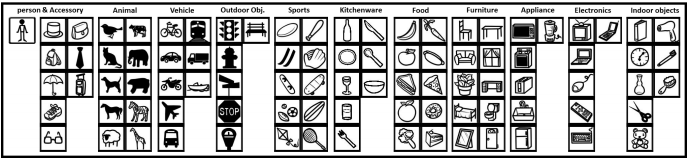 person & Accessory Animal Vehicle Outdoor Obj. Sports Kitchenware Food Furniture Appliance Electronics Indoor objects
STOP